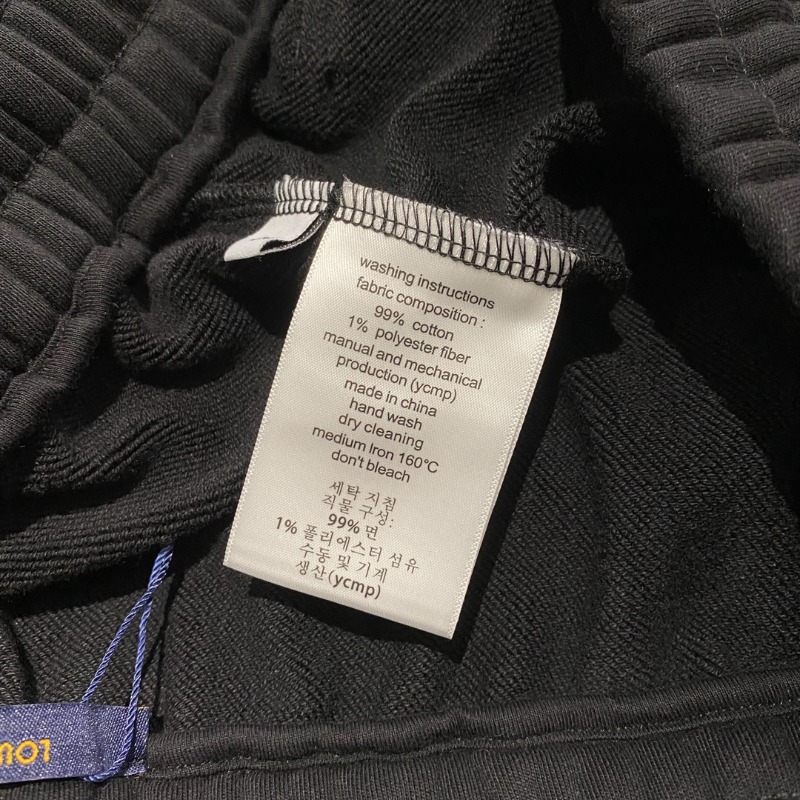 washing instructions
fabric composition :
99% cotton
1% polyester fiber
manual and mechanical
production (ycmp)
made in china
hand wash
dry cleaning
medium Iron 160°C
don't bleach
세탁 지침
직물 구성:
99% 면
1% 폴리에스터 섬유
수동 및 기계
생산(ycmp)